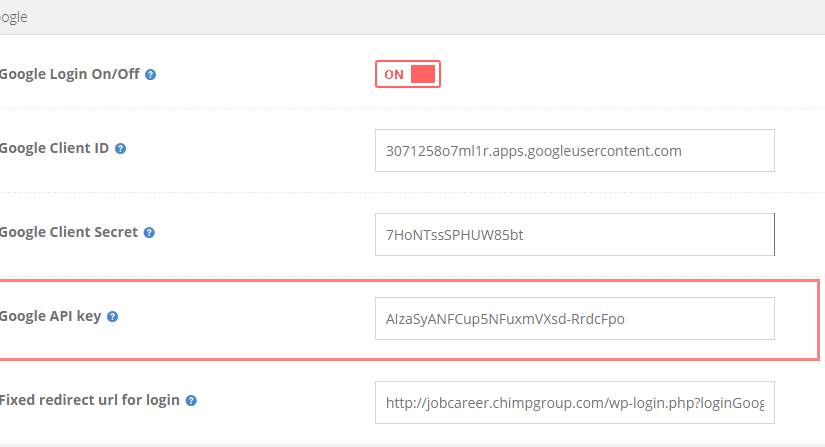 oogle
Google Login On/Off ?
ON
Google Client ID ?
3071258o7ml1r.apps.googleusercontent.com
Google Client Secret ?
7HoNTssSPHUW85bt
Google API key ?
AIzaSyANFCup5NFuxmVXsd-RrdcFpo
Fixed redirect url for login ?
http://jobcareer.chimpgroup.com/wp-login.php?loginGoog